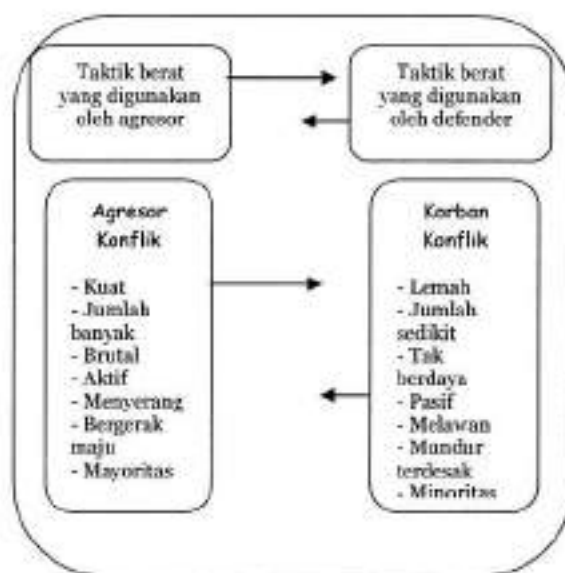 Taktik berat
yang digunakan
oleh agresor
Taktik berat
yang digunakan
oleh defender
Agresor
Konflik
- Kuat
- Jumlah
banyak
- Brutal
- Aktif
- Menyerang
- Bergerak
maju
- Mayoritas
Korban
Konflik
- Lemah
- Jumlah
sedikit
- Tak
berdaya
- Pasif
- Melawan
- Mundur
terdesak
- Minoritas